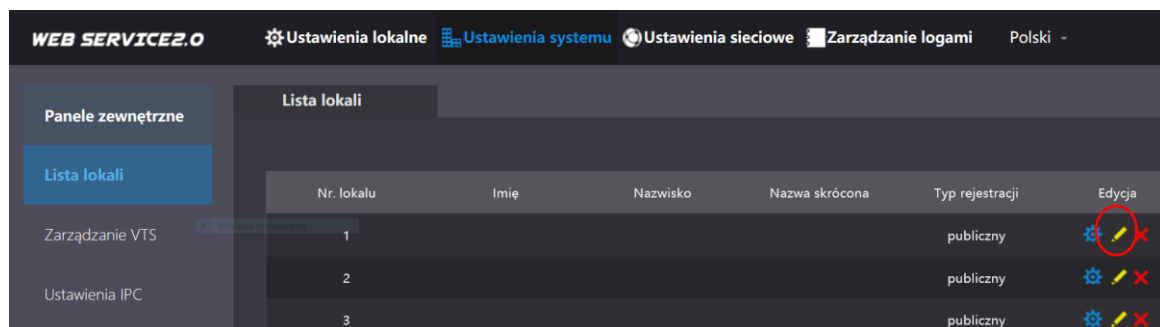 WEB SERVICE2.0 Ustawienia lokalne Ustawienia systemu Ustawienia sieciowe Zarządzanie logami Polski
Panele zewnętrzne
Lista lokali
Zarządzanie VTS
Ustawienia IPC
Lista lokali
Nr. lokalu Imię Nazwisko Nazwa skrócona Typ rejestracji Edycja
1 publiczny
2 publiczny
3 publiczny